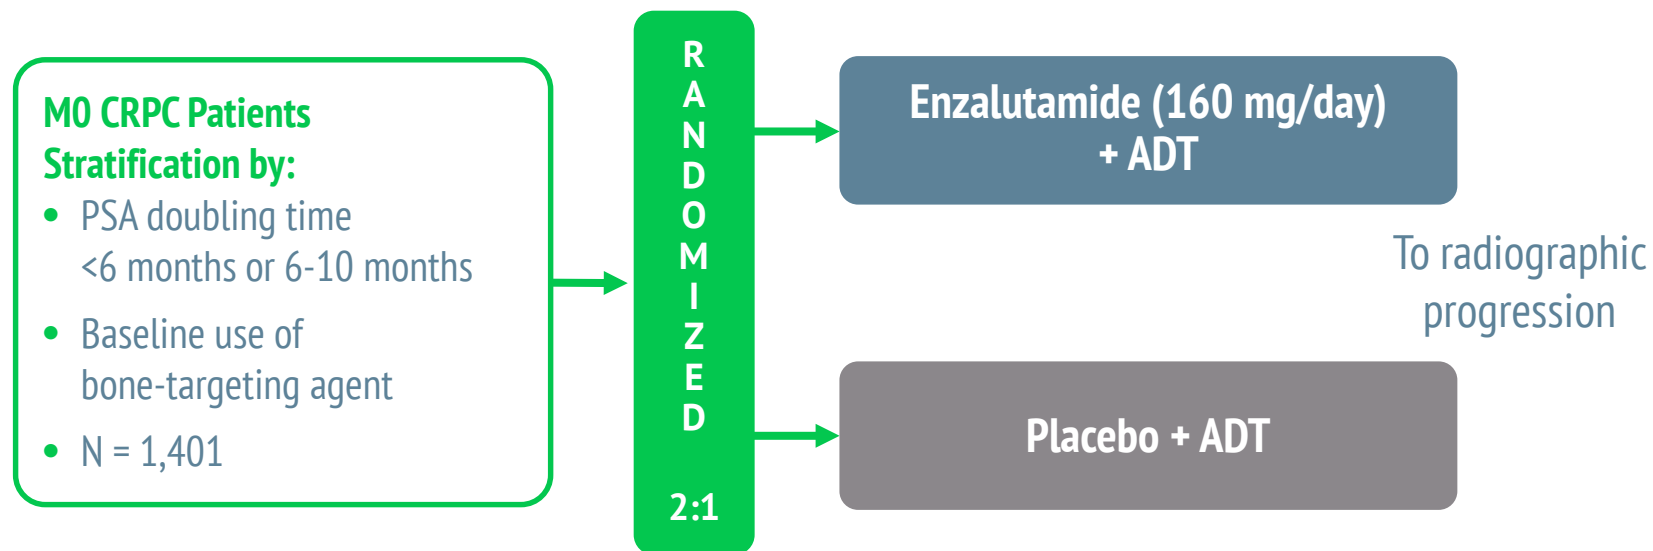 M0 CRPC Patients
Stratification by:
• PSA doubling time
<6 months or 6-10 months
• Baseline use of
bone-targeting agent
• N = 1,401
R
A
N
D
O
M
I
Z
E
D
2:1
Enzalutamide (160 mg/day)
+ ADT
Placebo + ADT
To radiographic
progression